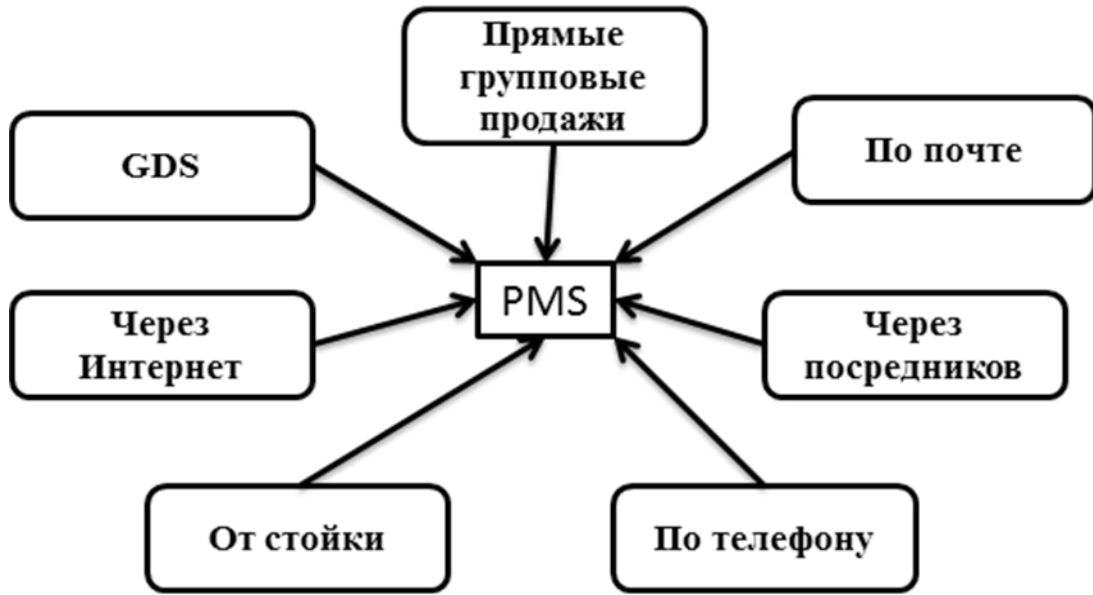 Прямые
групповые
продажи
GDS
По почте
PMS
Через
Интернет
Через
посредников
От стойки
По телефону